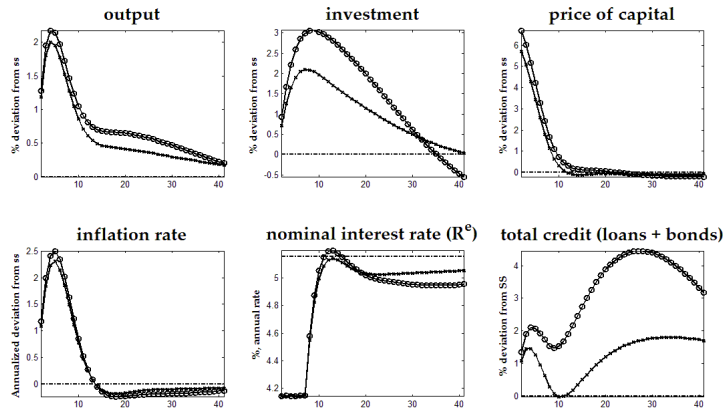 output
investment
price of capital
% deviation from ss
2
1.5
1
0.5
0
10 20 30 40
% deviation from ss
3
2.5
2
1.5
1
0.5
0
-0.5
10 20 30 40
% deviation from ss
6
5
4
3
2
1
0
10 20 30 40
inflation rate
nominal interest rate (Rᵉ)
total credit (loans + bonds)
Annualized deviation from ss
2.5
2
1.5
1
0.5
0
10 20 30 40
%, annual rate
5
4.8
4.6
4.4
4.2
10 20 30 40
% deviation from SS
4
3
2
1
0
10 20 30 40